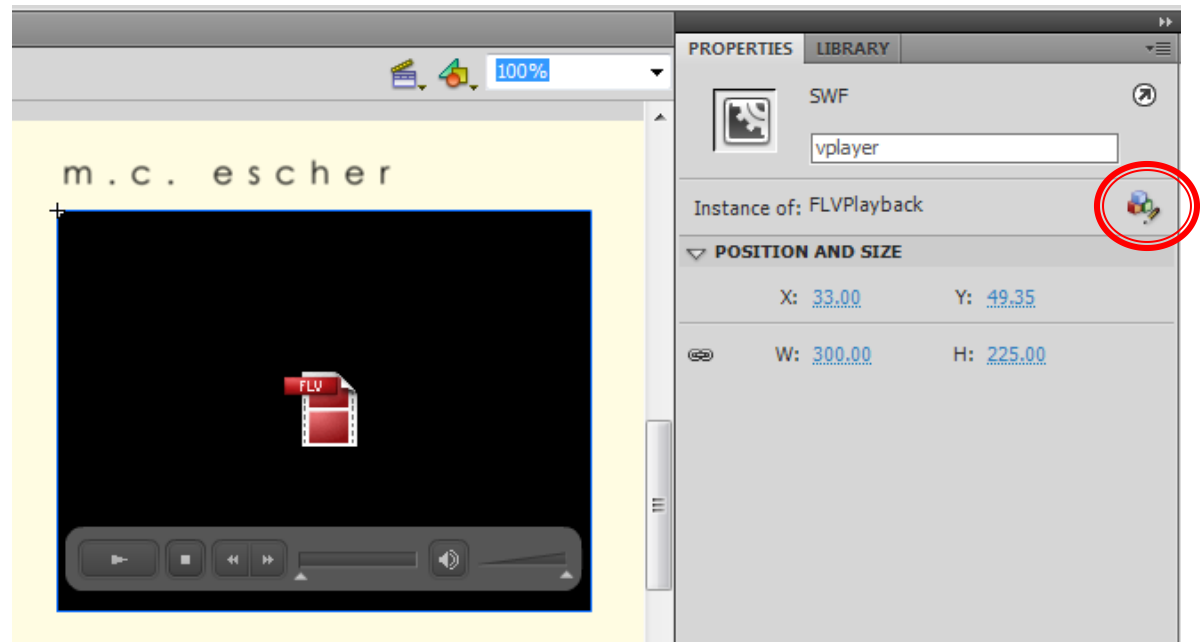 100%
m.c. escher
FLV
PROPERTIES LIBRARY
SWF
vplayer
Instance of: FLVPlayback
POSITION AND SIZE
X: 33.00 Y: 49.35
W: 300.00 H: 225.00